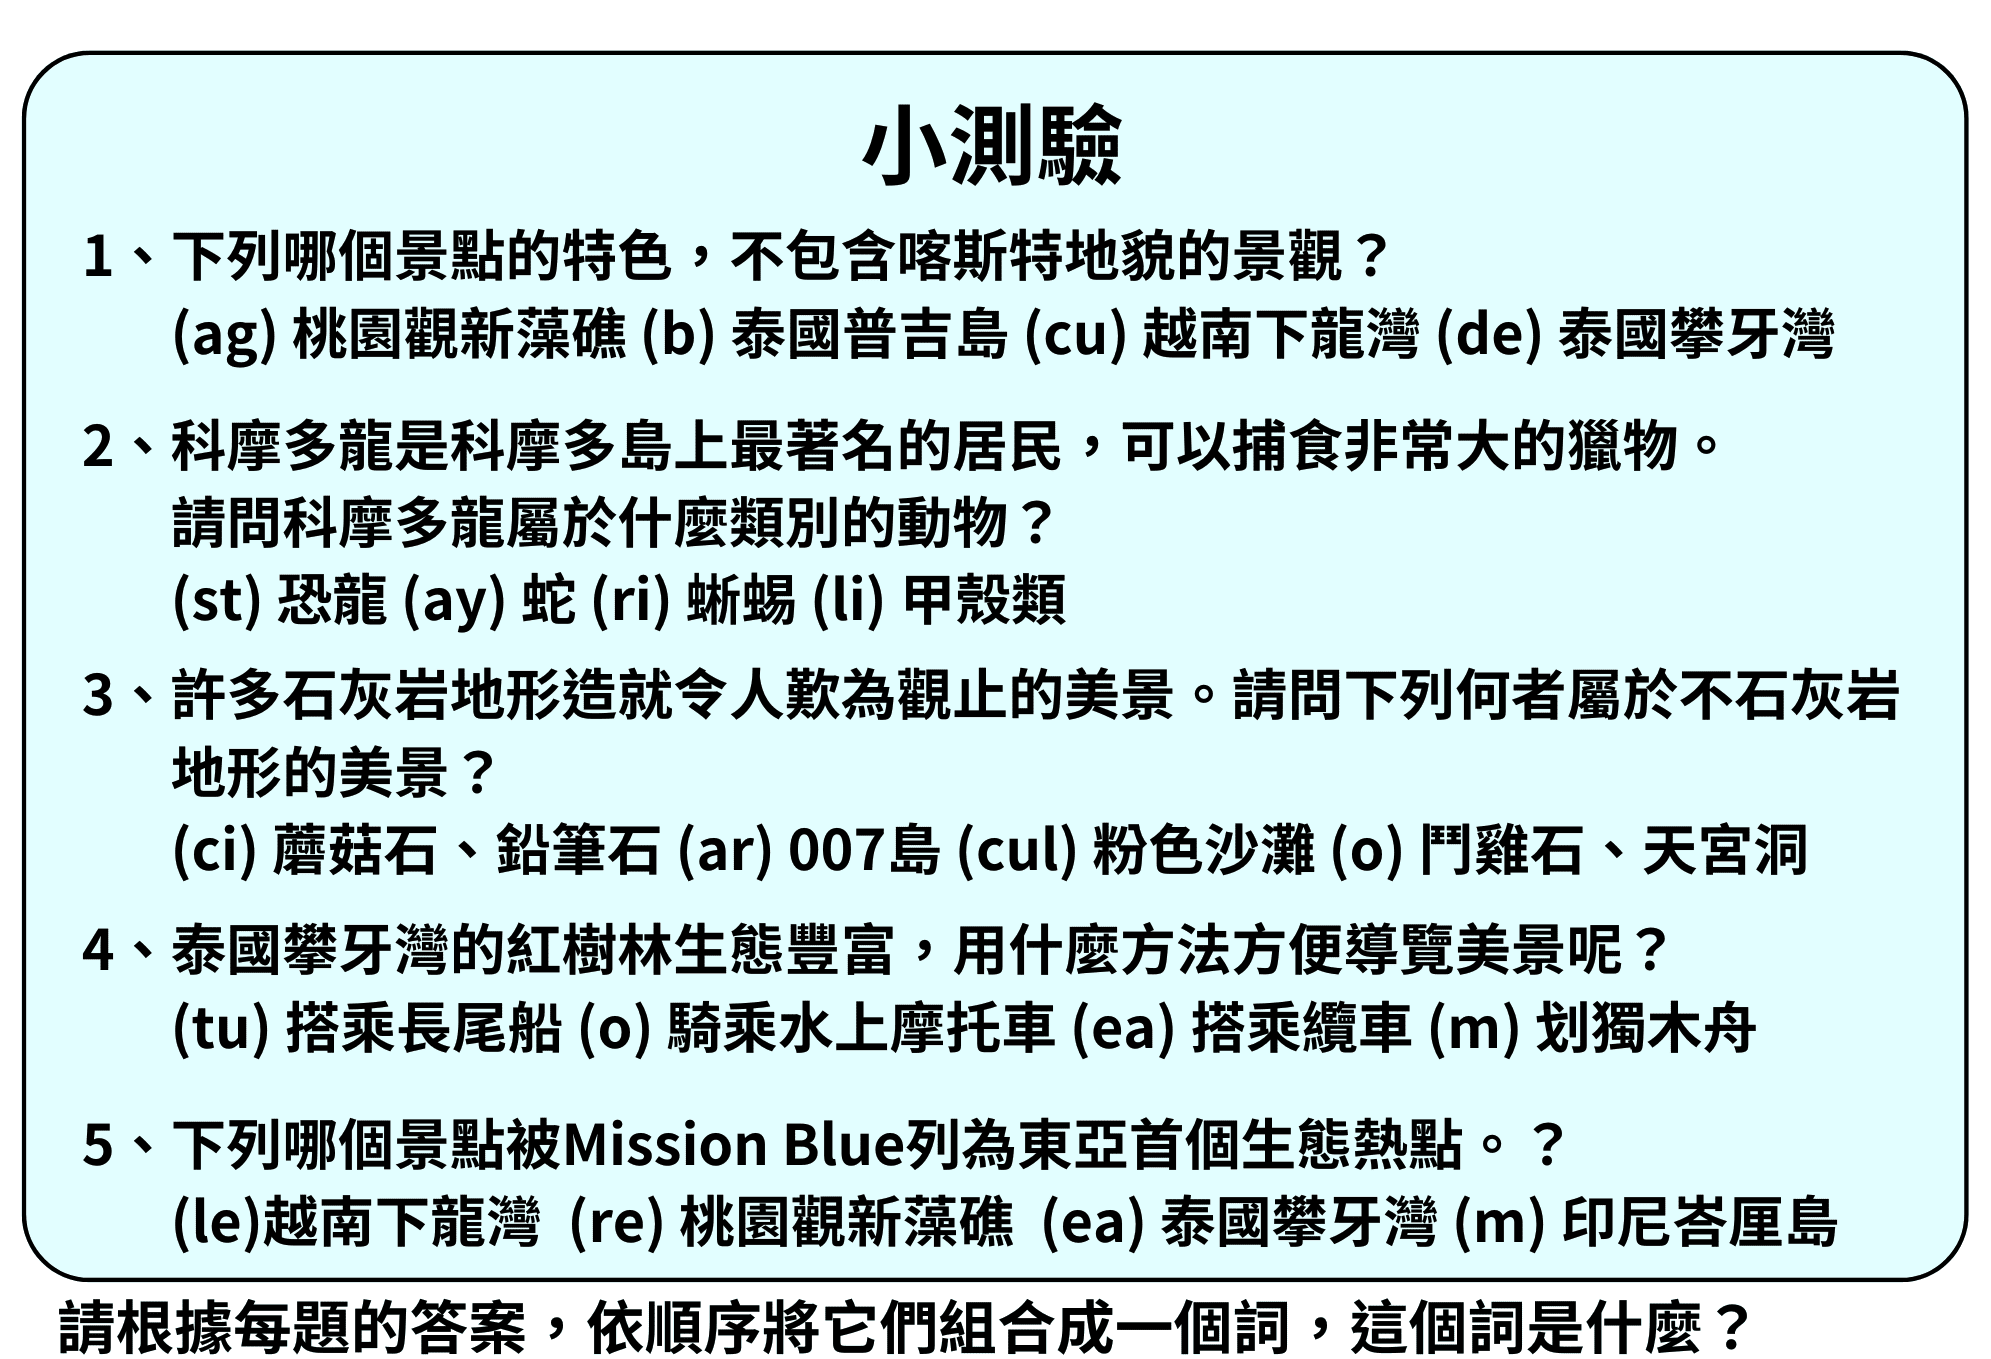 小測驗
1、下列哪個景點的特色，不包含喀斯特地貌的景觀？
(ag) 桃園觀新藻礁 (b) 泰國普吉島 (cu) 越南下龍灣 (de) 泰國攀牙灣
2、科摩多龍是科摩多島上最著名的居民，可以捕食非常大的獵物。
請問科摩多龍屬於什麼類別的動物？
(st) 恐龍 (ay) 蛇 (ri) 蜥蜴 (li) 甲殼類
3、許多石灰岩地形造就令人歎為觀止的美景。請問下列何者屬於不石灰岩
地形的美景？
(ci) 蘑菇石、鉛筆石 (ar) 007島 (cul) 粉色沙灘 (o) 鬥雞石、天宮洞
4、泰國攀牙灣的紅樹林生態豐富，用什麼方法方便導覽美景呢？
(tu) 搭乘長尾船 (o) 騎乘水上摩托車 (ea) 搭乘纜車 (m) 划獨木舟
5、下列哪個景點被Mission Blue列為東亞首個生態熱點。？
(le)越南下龍灣 (re) 桃園觀新藻礁 (ea) 泰國攀牙灣 (m) 印尼峇厘島
請根據每題的答案，依順序將它們組合成一個詞，這個詞是什麼？